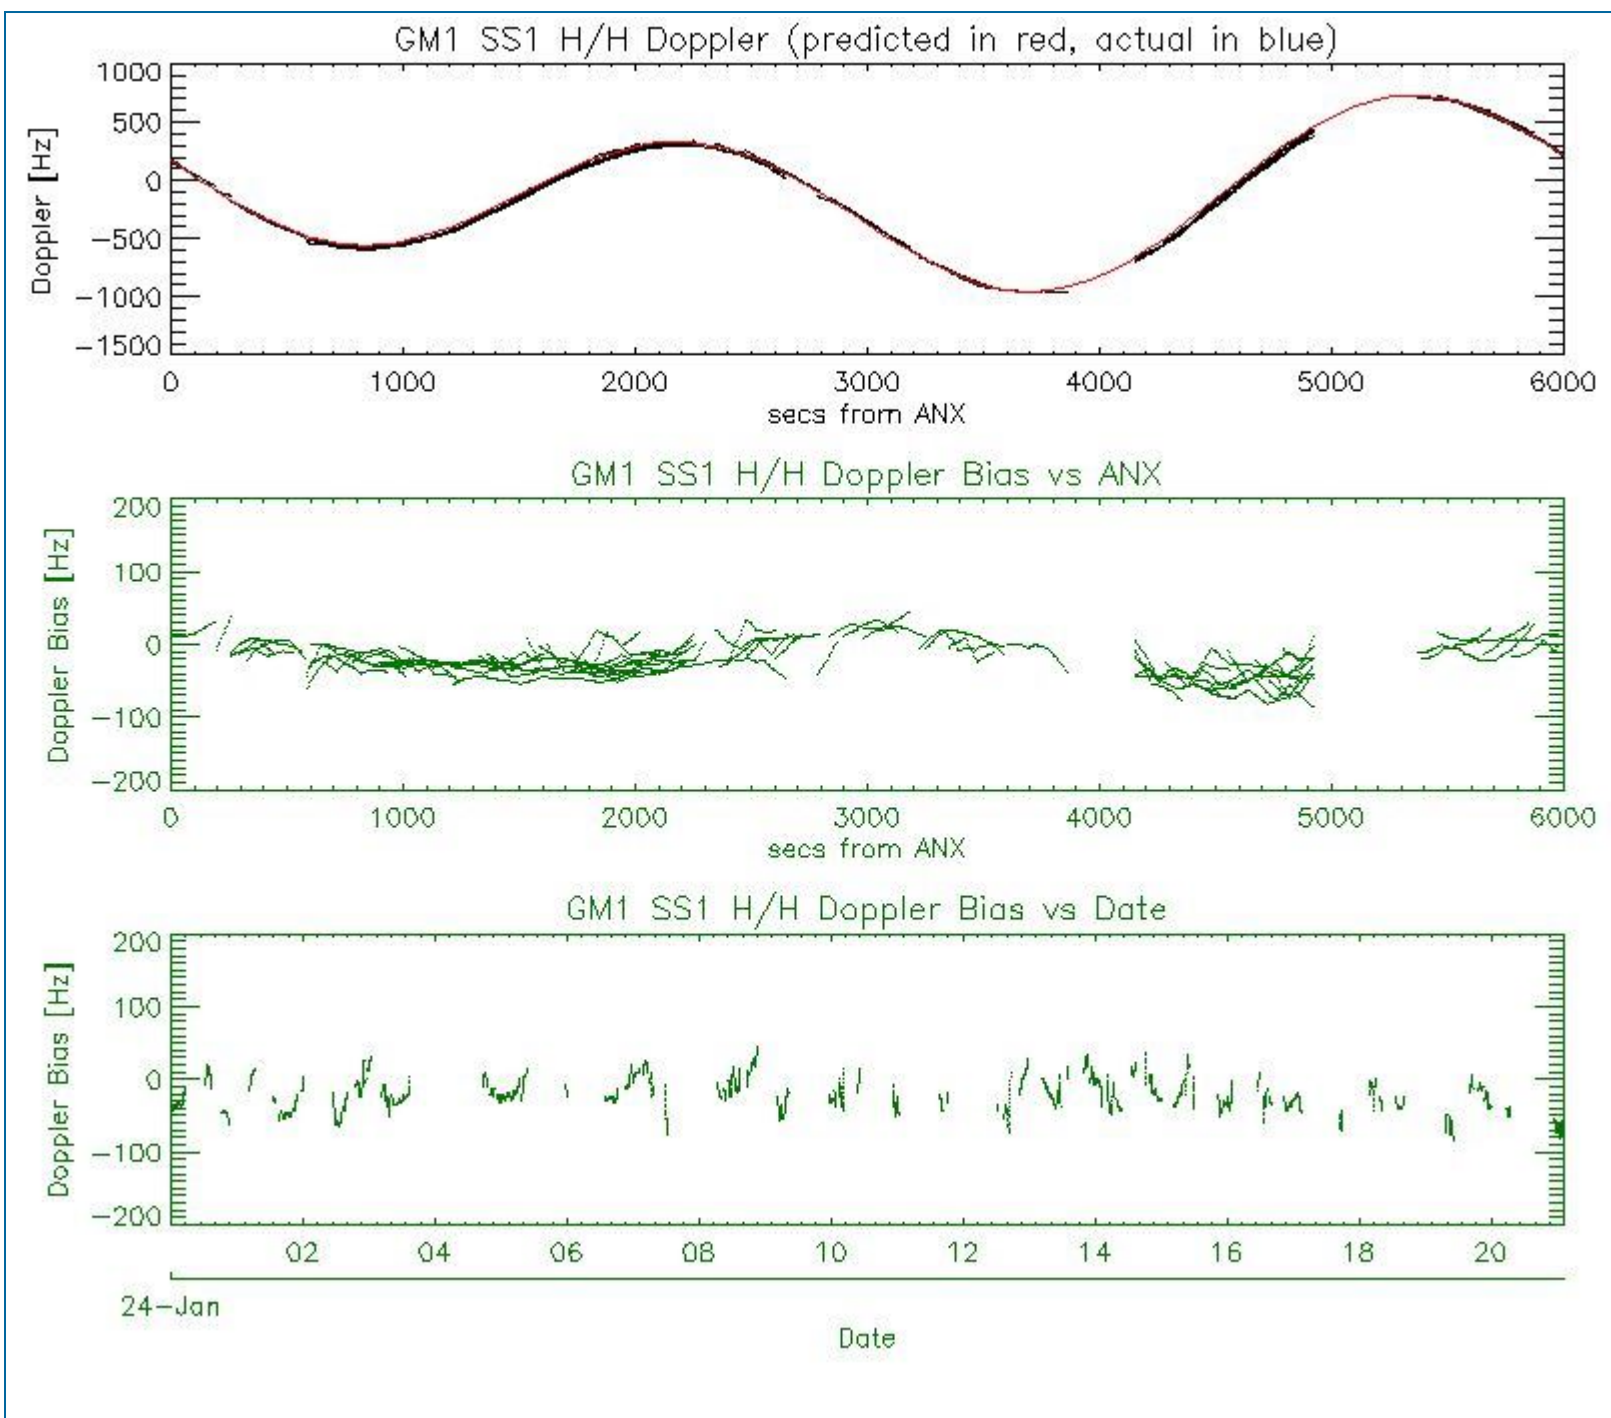 GM1 SS1 H/H Doppler (predicted in red, actual in blue)
1000
500
0
−500
−1000
−1500
Doppler [Hz]
0 1000 2000 3000 4000 5000 6000
secs from ANX
GM1 SS1 H/H Doppler Bias vs ANX
200
100
0
−100
−200
Doppler Bias [Hz]
0 1000 2000 3000 4000 5000 6000
secs from ANX
GM1 SS1 H/H Doppler Bias vs Date
200
100
0
−100
−200
Doppler Bias [Hz]
02 04 06 08 10 12 14 16 18 20
24−Jan
Date